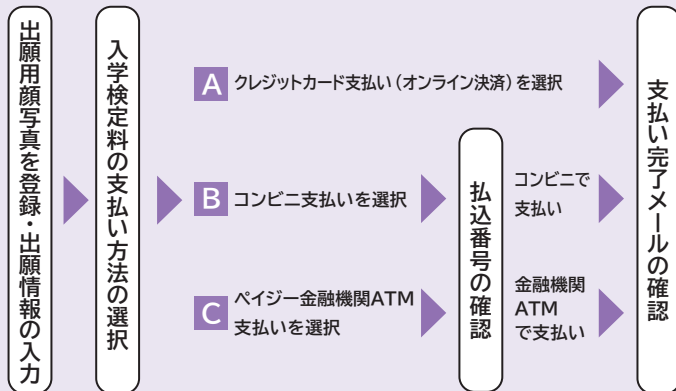 出願用顔写真を登録・出願情報の入力
入学検定料の支払い方法の選択
A クレジットカード支払い(オンライン決済)を選択
B コンビニ支払いを選択
C ペイジー金融機関ATM
支払いを選択
払込番号の確認
コンビニで
支払い
金融機関
ATM
で支払い
支払い完了メールの確認